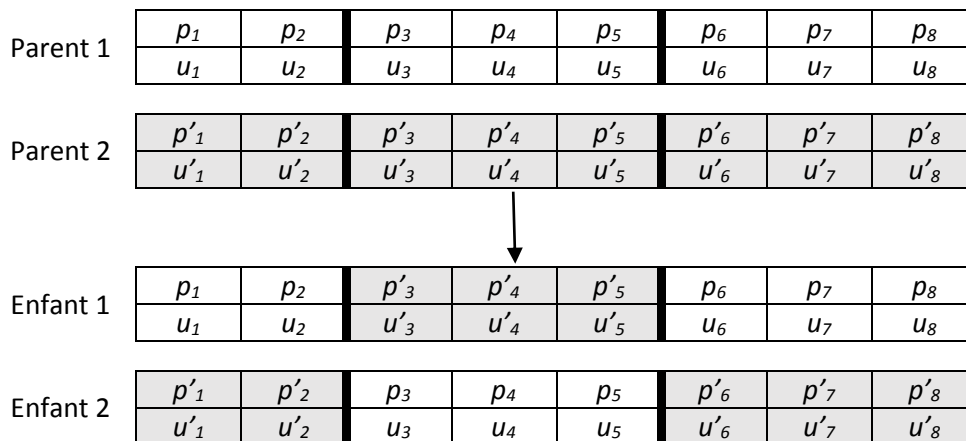 Parent 1
p₁ p₂ p₃ p₄ p₅ p₆ p₇ p₈
u₁ u₂ u₃ u₄ u₅ u₆ u₇ u₈
Parent 2
p’₁ p’₂ p’₃ p’₄ p’₅ p’₆ p’₇ p’₈
u’₁ u’₂ u’₃ u’₄ u’₅ u’₆ u’₇ u’₈
Enfant 1
p₁ p₂ p’₃ p’₄ p’₅ p₆ p₇ p₈
u₁ u₂ u’₃ u’₄ u’₅ u₆ u₇ u₈
Enfant 2
p’₁ p’₂ p₃ p₄ p₅ p’₆ p’₇ p’₈
u’₁ u’₂ u₃ u₄ u₅ u’₆ u’₇ u’₈